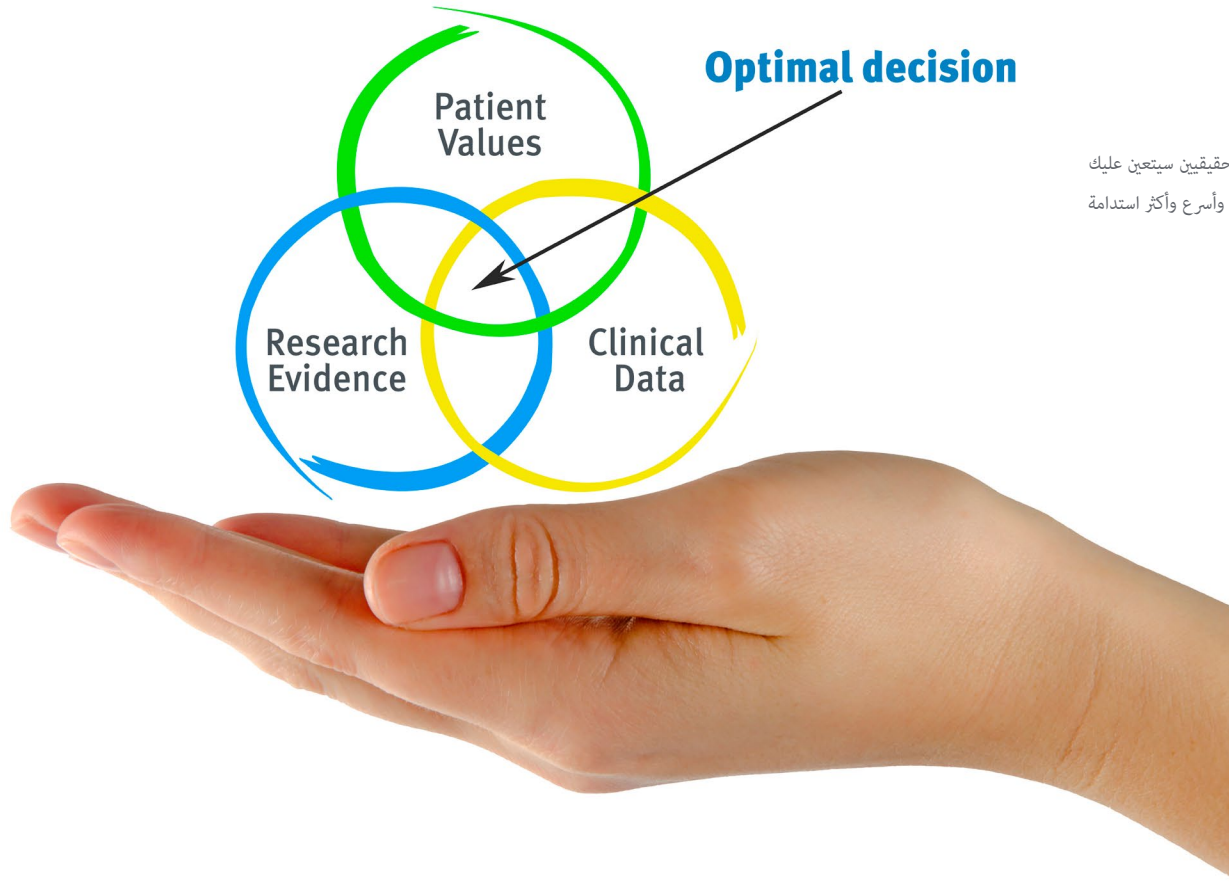 Optimal decision
Patient
Values
حقيقيين سيتعين عليك
وأسرع وأكثر استدامة
Research
Evidence
Clinical
Data